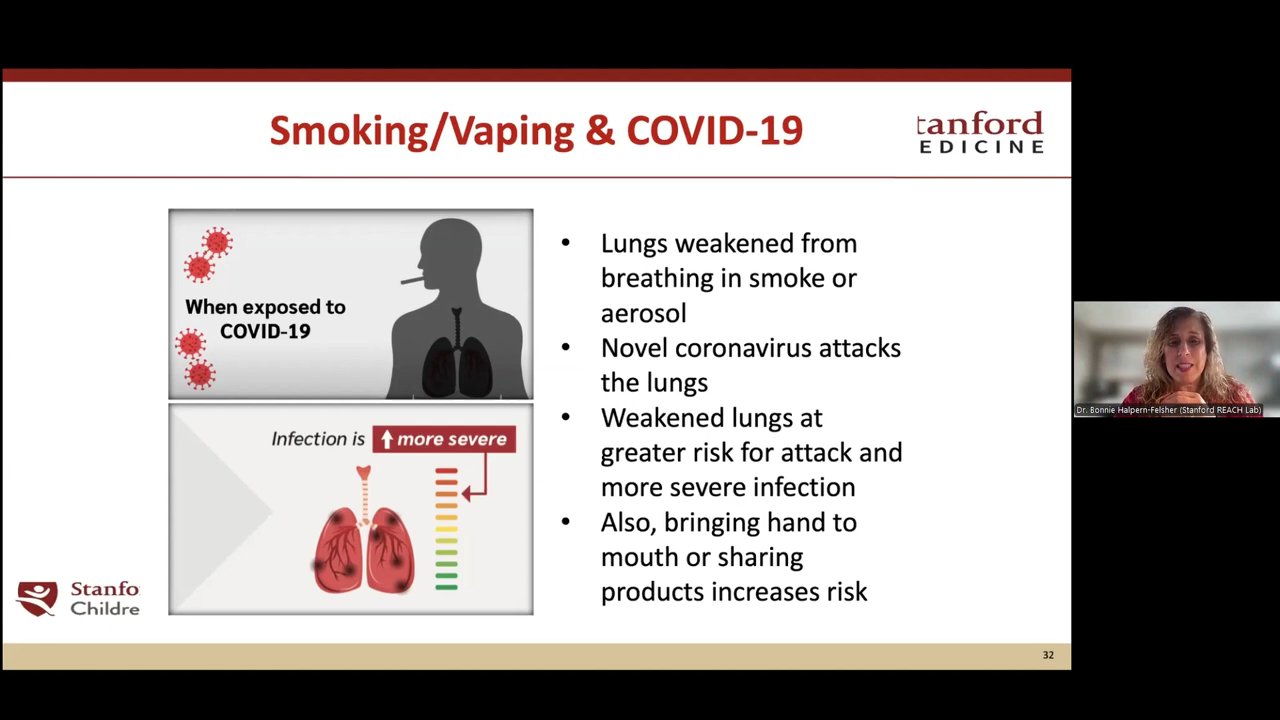 Smoking/Vaping & COVID-19
tanford
EDICINE
When exposed to
COVID-19
Infection is ⬆ more severe
• Lungs weakened from
breathing in smoke or
aerosol
• Novel coronavirus attacks
the lungs
• Weakened lungs at
greater risk for attack and
more severe infection
• Also, bringing hand to
mouth or sharing
products increases risk
Stanfo
Childre
32
Dr. Bonnie Halpern-Felsher (Stanford REACH Lab)